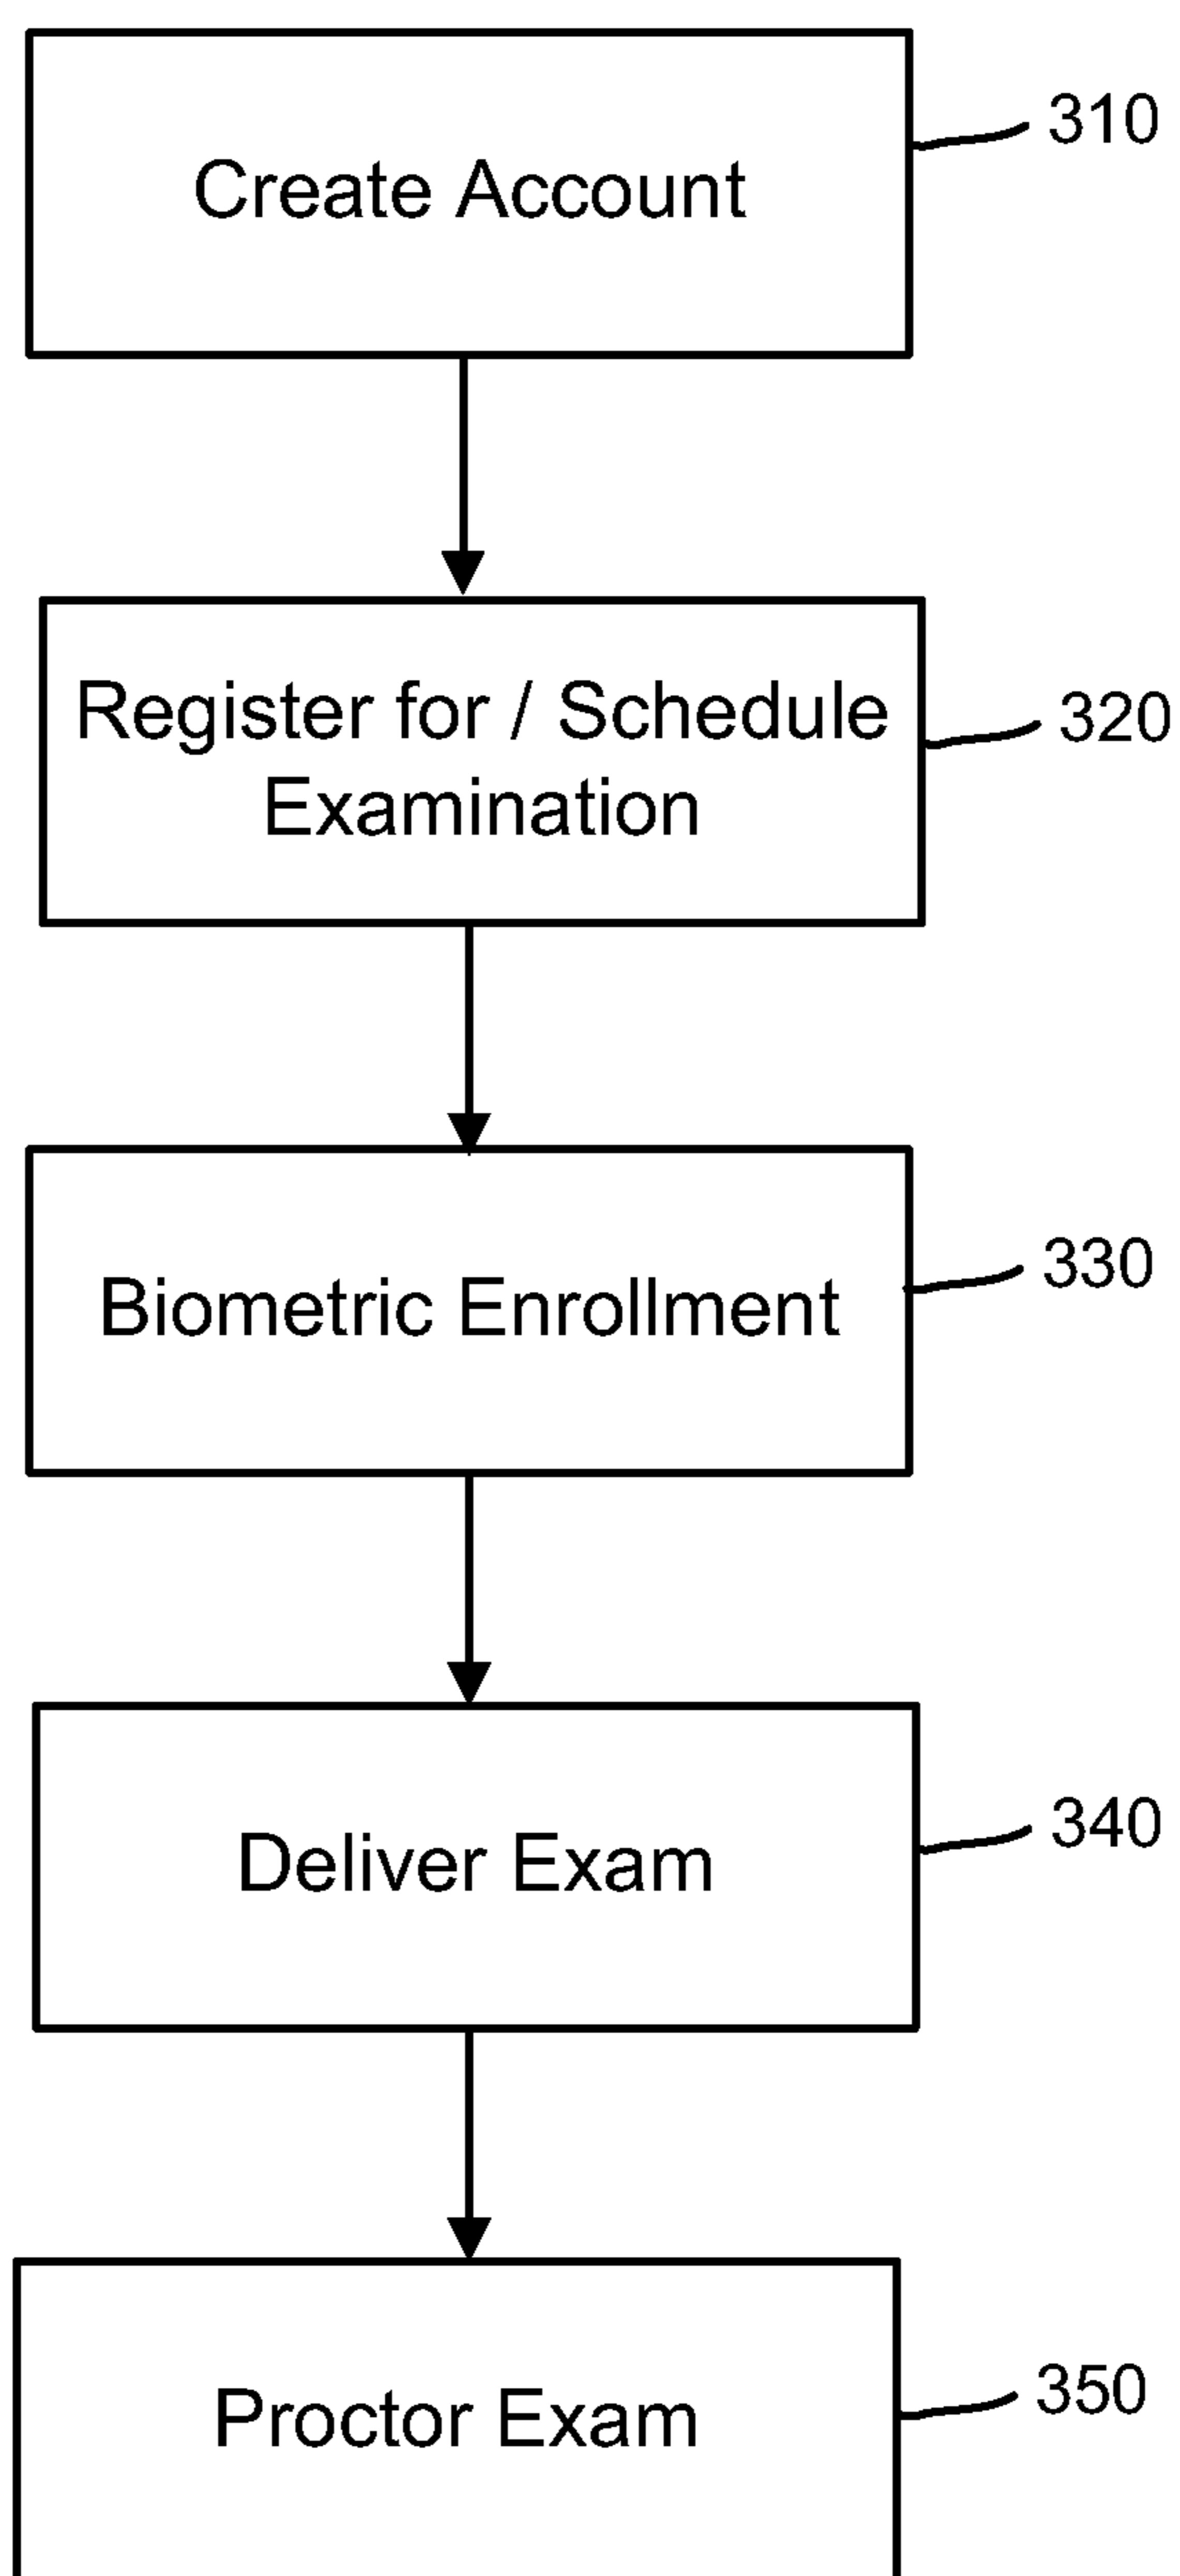 Create Account
310
Register for / Schedule
Examination
320
Biometric Enrollment
330
Deliver Exam
340
Proctor Exam
350